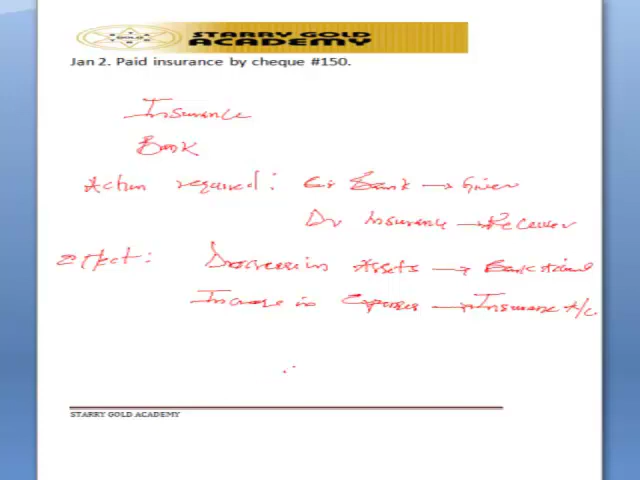 STARRY GOLD
ACADEMY
Jan 2. Paid insurance by cheque #150.
Insurance
Bank
Action required: Cr Bank → Giver
Dr Insurance → Receiver
Effect: Decrease in Assets → Bank
Increase in Expenses → Insurance A/c.
STARRY GOLD ACADEMY